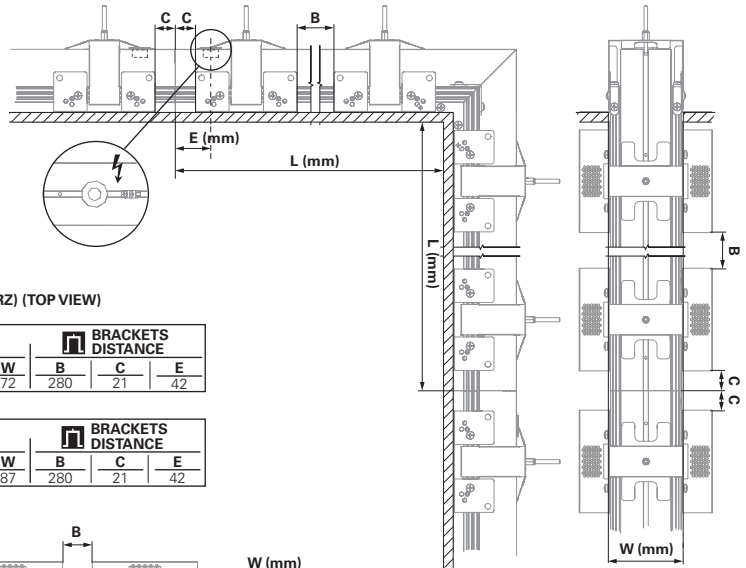 C C B
E (mm)
L (mm)
L (mm)
B
C
C
RZ) (TOP VIEW)
BRACKETS
DISTANCE
W B C E
72 280 21 42
BRACKETS
DISTANCE
W B C E
87 280 21 42
B
W (mm)
W (mm)